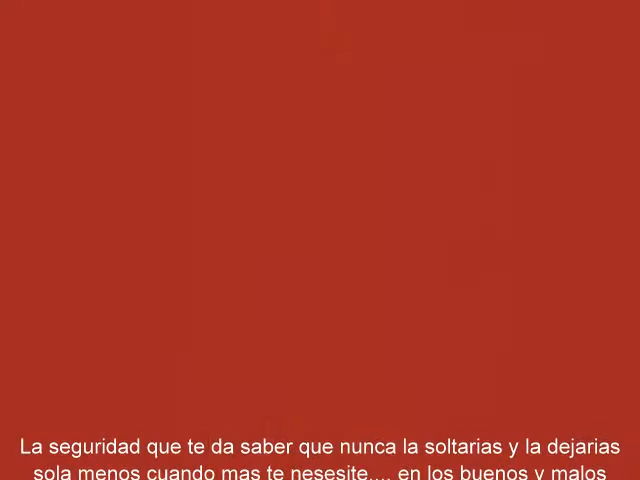 La seguridad que te da saber que nunca la soltarias y la dejarias
sola menos cuando mas te nesesite.... en los buenos y malos